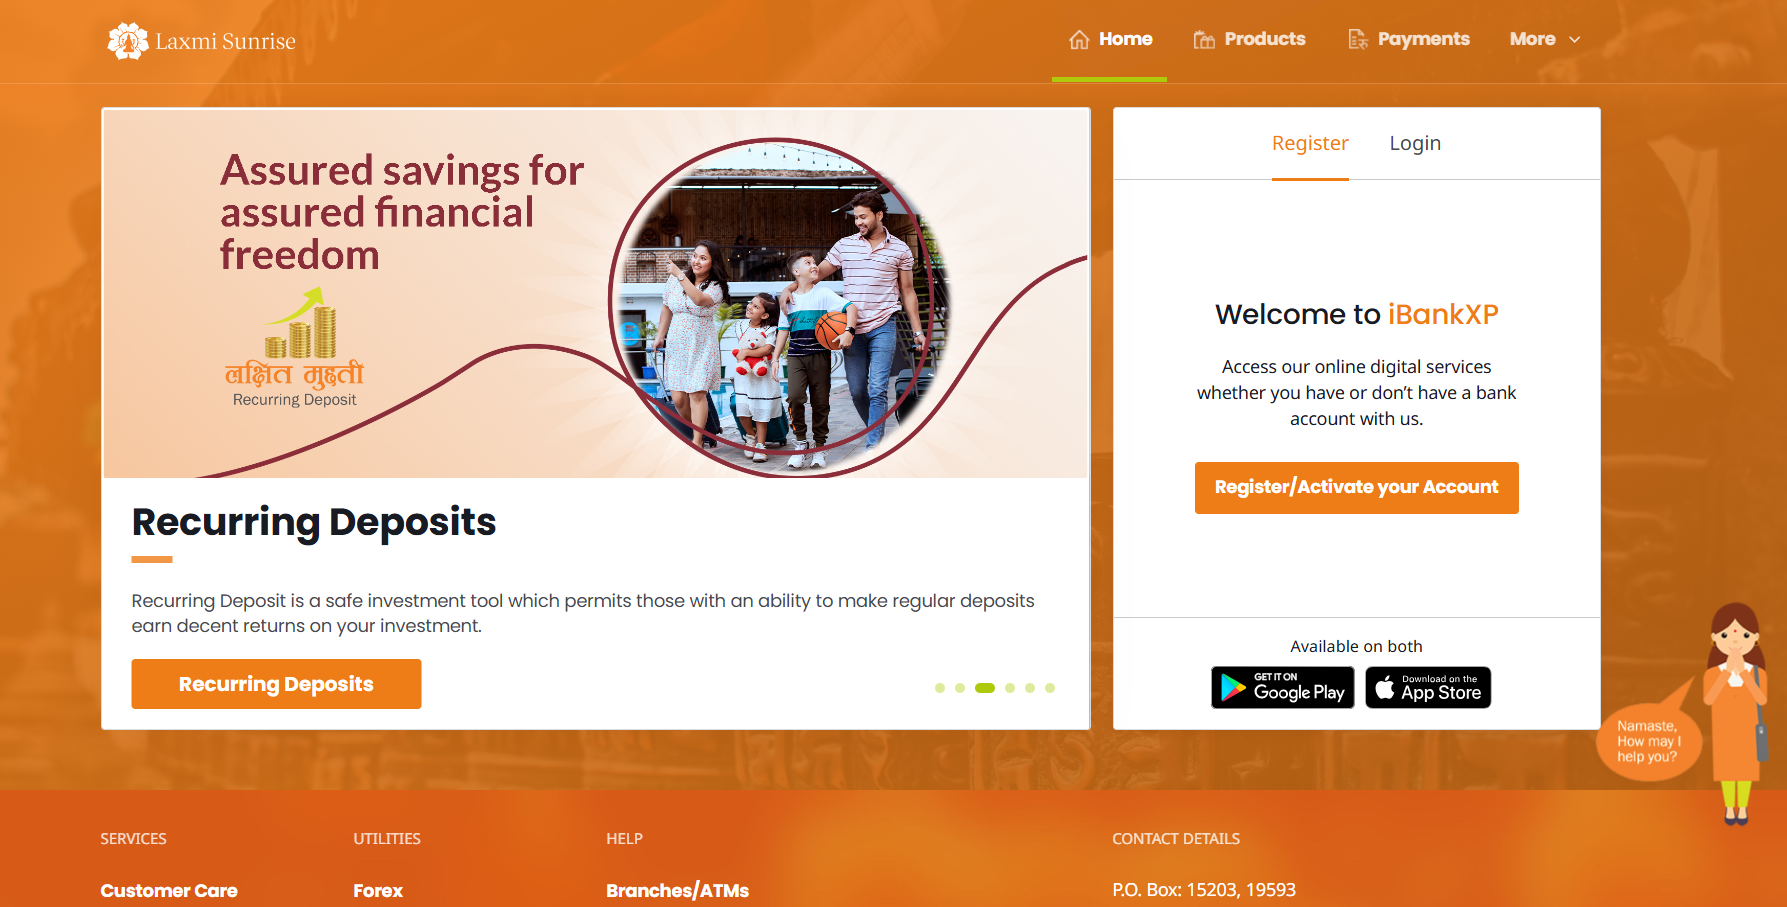 Laxmi Sunrise
Home
Products
Payments
More
Assured savings for
assured financial
freedom
लक्षित मुद्दती
Recurring Deposit
Recurring Deposits
Recurring Deposit is a safe investment tool which permits those with an ability to make regular deposits
earn decent returns on your investment.
Recurring Deposits
Register
Login
Welcome to iBankXP
Access our online digital services
whether you have or don’t have a bank
account with us.
Register/Activate your Account
Available on both
GET IT ON
Google Play
Download on the
App Store
Namaste,
How may I
help you?
SERVICES
UTILITIES
HELP
CONTACT DETAILS
Customer Care
Forex
Branches/ATMs
P.O. Box: 15203, 19593